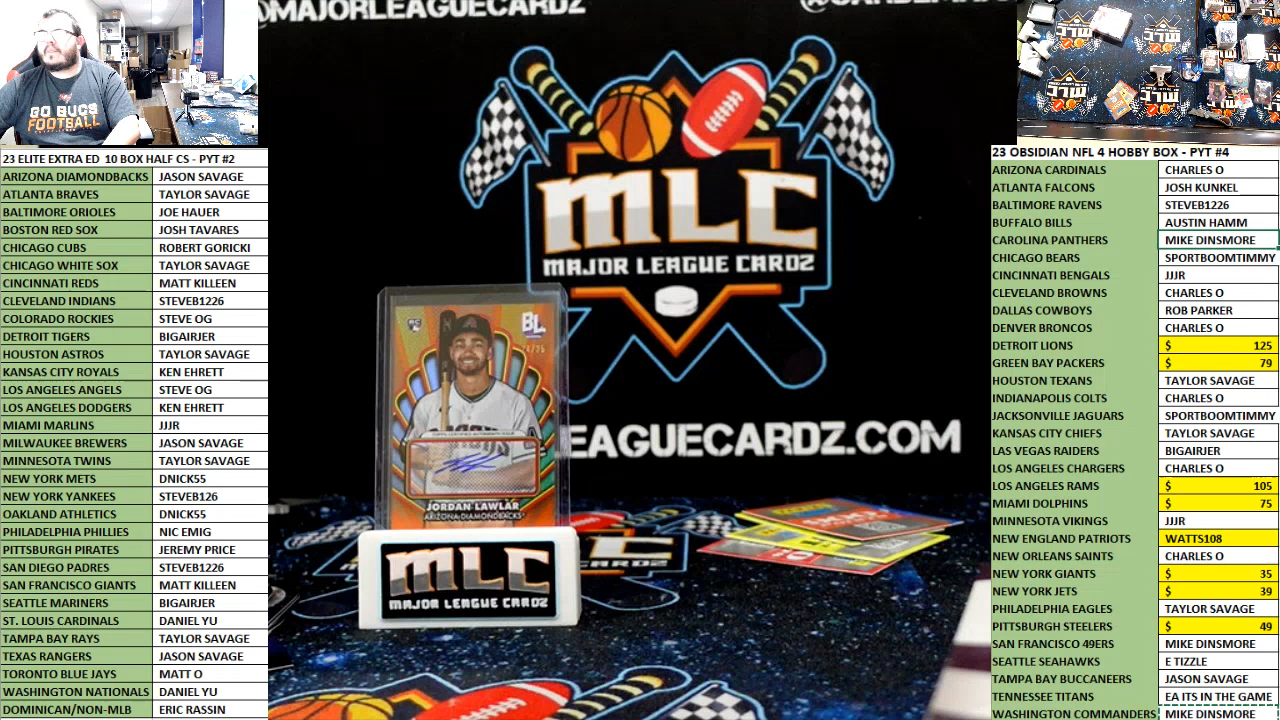 @MAJORLEAGUECARDZ
GO BUCS
FOOTBALL
MLC
MAJOR LEAGUE CARDZ
EAGUECARDZ.COM
23 ELITE EXTRA ED 10 BOX HALF CS - PYT #2
ARIZONA DIAMONDBACKS JASON SAVAGE
ATLANTA BRAVES TAYLOR SAVAGE
BALTIMORE ORIOLES JOE HAUER
BOSTON RED SOX JOSH TAVARES
CHICAGO CUBS ROBERT GORICKI
CHICAGO WHITE SOX TAYLOR SAVAGE
CINCINNATI REDS MATT KILLEEN
CLEVELAND INDIANS STEVEB1226
COLORADO ROCKIES STEVE OG
DETROIT TIGERS BIGAIRJER
HOUSTON ASTROS TAYLOR SAVAGE
KANSAS CITY ROYALS KEN EHRETT
LOS ANGELES ANGELS STEVE OG
LOS ANGELES DODGERS KEN EHRETT
MIAMI MARLINS JJJR
MILWAUKEE BREWERS JASON SAVAGE
MINNESOTA TWINS TAYLOR SAVAGE
NEW YORK METS DNICK55
NEW YORK YANKEES STEVEB126
OAKLAND ATHLETICS DNICK55
PHILADELPHIA PHILLIES NIC EMIG
PITTSBURGH PIRATES JEREMY PRICE
SAN DIEGO PADRES STEVEB1226
SAN FRANCISCO GIANTS MATT KILLEEN
SEATTLE MARINERS BIGAIRJER
ST. LOUIS CARDINALS DANIEL YU
TAMPA BAY RAYS TAYLOR SAVAGE
TEXAS RANGERS JASON SAVAGE
TORONTO BLUE JAYS MATT O
WASHINGTON NATIONALS DANIEL YU
DOMINICAN/NON-MLB ERIC RASSIN
BL
JORDAN LAWLAR
ARIZONA DIAMONDBACKS
MLC
MAJOR LEAGUE CARDZ
MLC
MLC
MLC
23 OBSIDIAN NFL 4 HOBBY BOX - PYT #4
ARIZONA CARDINALS CHARLES O
ATLANTA FALCONS JOSH KUNKEL
BALTIMORE RAVENS STEVEB1226
BUFFALO BILLS AUSTIN HAMM
CAROLINA PANTHERS MIKE DINSMORE
CHICAGO BEARS SPORTBOOMTIMMY
CINCINNATI BENGALS JJJR
CLEVELAND BROWNS CHARLES O
DALLAS COWBOYS ROB PARKER
DENVER BRONCOS CHARLES O
DETROIT LIONS $ 125
GREEN BAY PACKERS $ 79
HOUSTON TEXANS TAYLOR SAVAGE
INDIANAPOLIS COLTS CHARLES O
JACKSONVILLE JAGUARS SPORTBOOMTIMMY
KANSAS CITY CHIEFS TAYLOR SAVAGE
LAS VEGAS RAIDERS BIGAIRJER
LOS ANGELES CHARGERS CHARLES O
LOS ANGELES RAMS $ 105
MIAMI DOLPHINS $ 75
MINNESOTA VIKINGS JJJR
NEW ENGLAND PATRIOTS WATTS108
NEW ORLEANS SAINTS CHARLES O
NEW YORK GIANTS $ 35
NEW YORK JETS $ 39
PHILADELPHIA EAGLES TAYLOR SAVAGE
PITTSBURGH STEELERS $ 49
SAN FRANCISCO 49ERS MIKE DINSMORE
SEATTLE SEAHAWKS E TIZZLE
TAMPA BAY BUCCANEERS JASON SAVAGE
TENNESSEE TITANS EA ITS IN THE GAME
WASHINGTON COMMANDERS MIKE DINSMORE